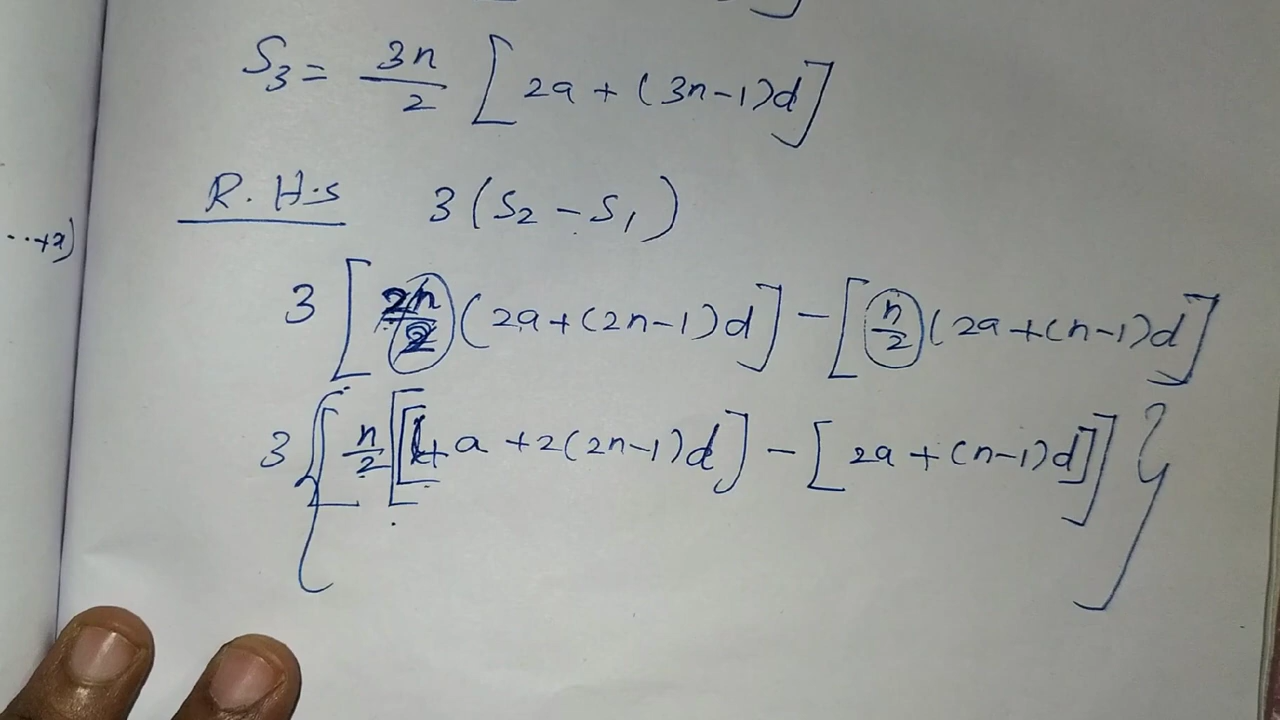 S₃ = 3n/2 [2a + (3n-1)d]
R.H.S 3(S₂ - S₁)
...+a)
3 [2n/2 (2a+(2n-1)d] - [n/2 (2a+(n-1)d]
3 { n/2 [[4a + 2(2n-1)d] - [2a + (n-1)d]] }